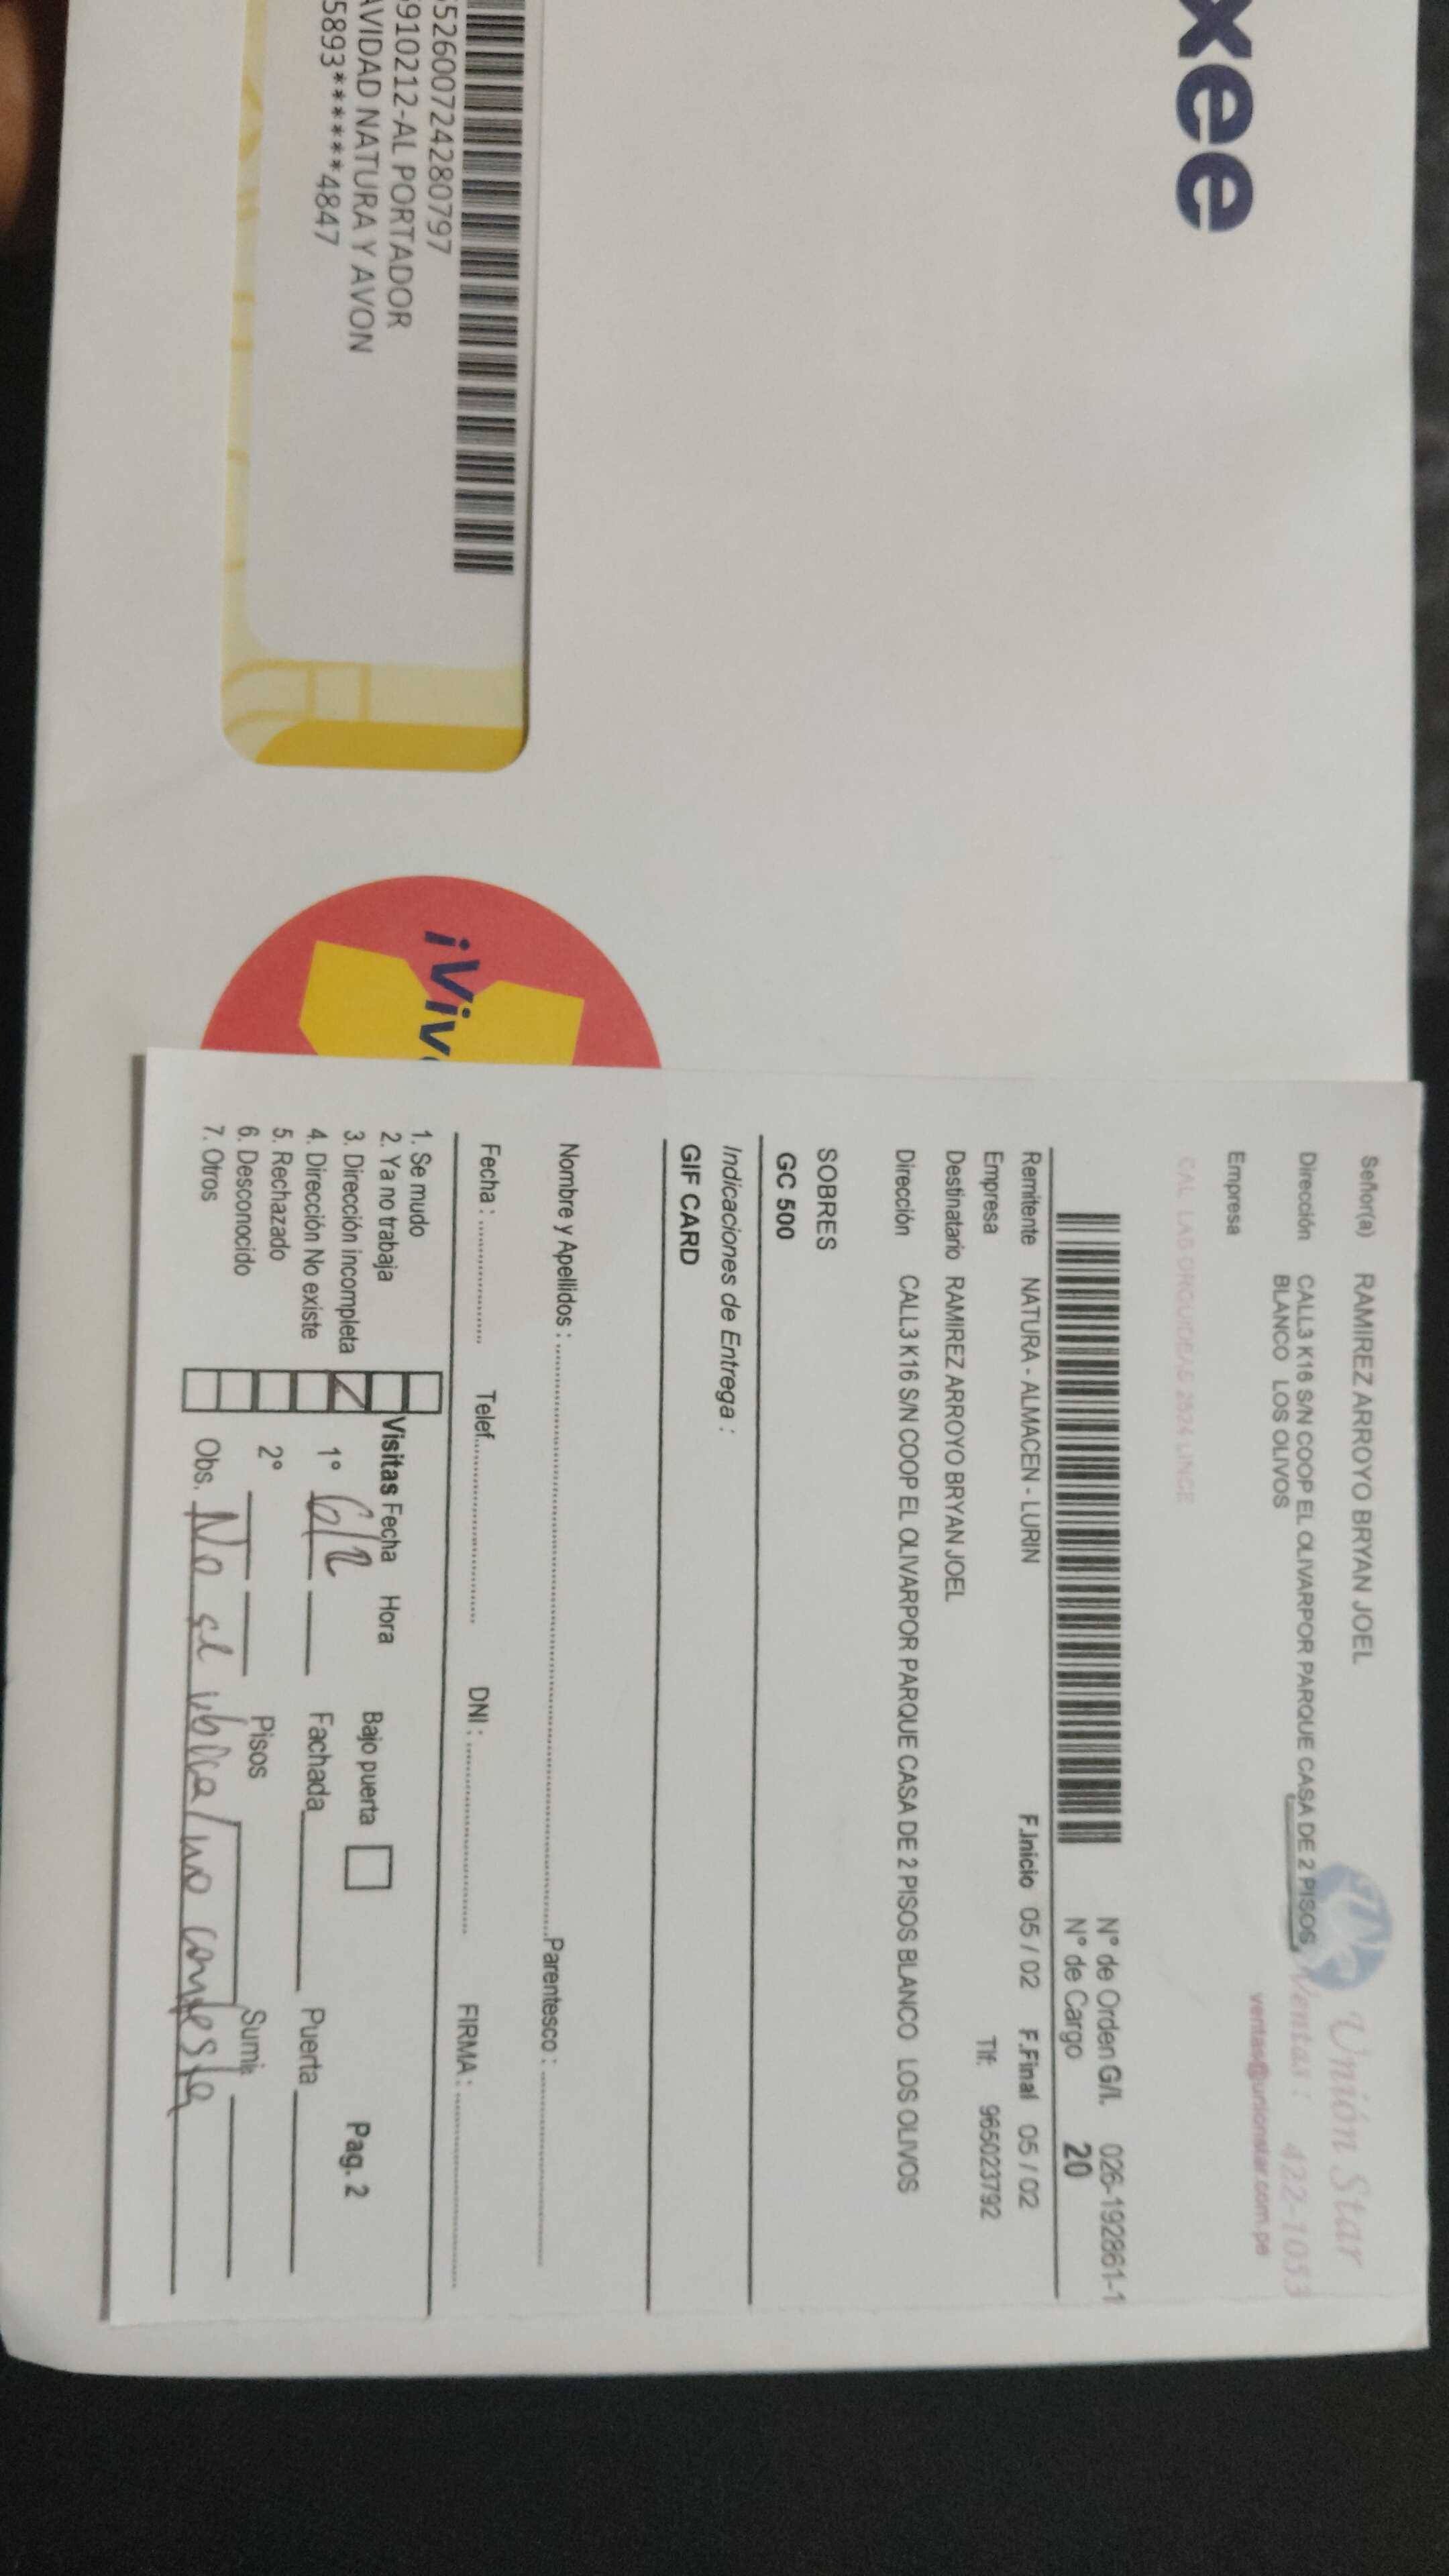 xee
526007242280797
910212-AL PORTADOR
AVIDAD NATURA Y AVON
5893*******4847
¡Viv
Señor(a) RAMIREZ ARROYO BRYAN JOEL
Dirección CALL3 K16 S/N COOP EL OLIVARPOR PARQUE CASA DE 2 PISOS
BLANCO LOS OLIVOS
Empresa
CAL LAS ORQUIDEAS 2624 LINCE
Unión Star
Ventas : 422-1053
ventas@unionstar.com.pe
N° de Orden G/I. 026-192861-1
N° de Cargo 20
Remitente NATURA - ALMACEN - LURIN F.Inicio 05 / 02 F.Final 05 / 02
Empresa Tlf: 965023792
Destinatario RAMIREZ ARROYO BRYAN JOEL
Dirección CALL3 K16 S/N COOP EL OLIVARPOR PARQUE CASA DE 2 PISOS BLANCO LOS OLIVOS
SOBRES
GC 500
Indicaciones de Entrega :
GIF CARD
Nombre y Apellidos : Parentesco :
Fecha : Telef. DNI : FIRMA :
1. Se mudo
2. Ya no trabaja
3. Dirección incompleta
4. Dirección No existe
5. Rechazado
6. Desconocido
7. Otros
Visitas Fecha Hora Bajo puerta Pag. 2
1° 6/2 Fachada Puerta
2° Pisos Sumi
Obs. No se ubica/no contesta